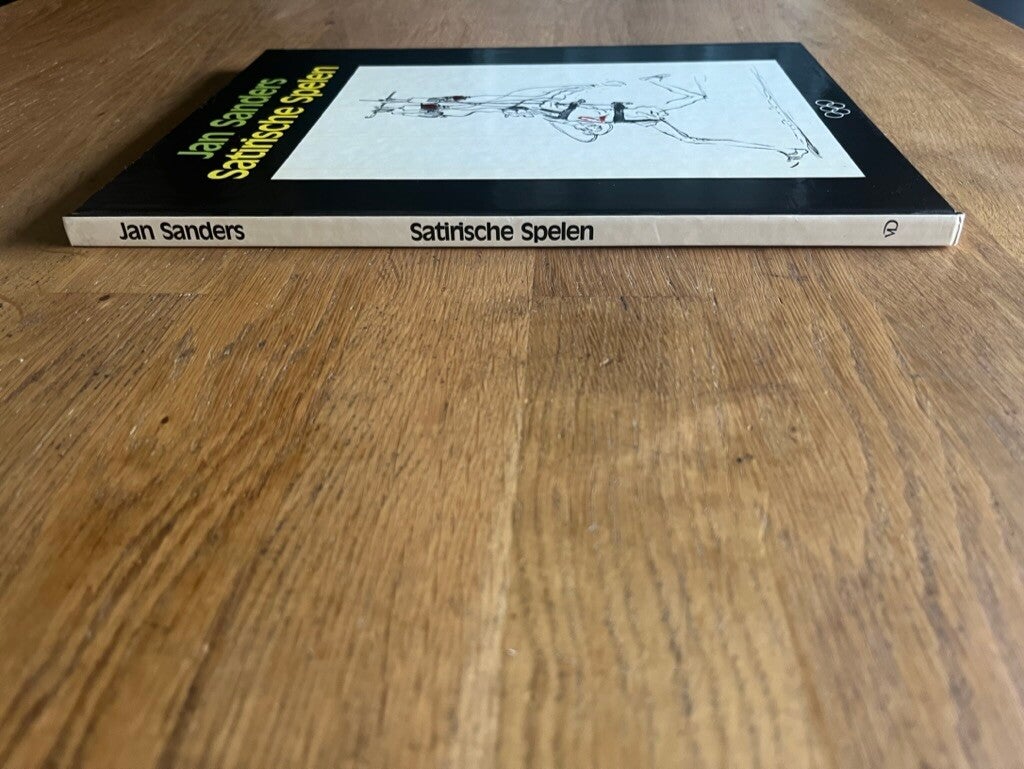 Jan Sanders
Satirische Spelen
Jan Sanders Satirische Spelen